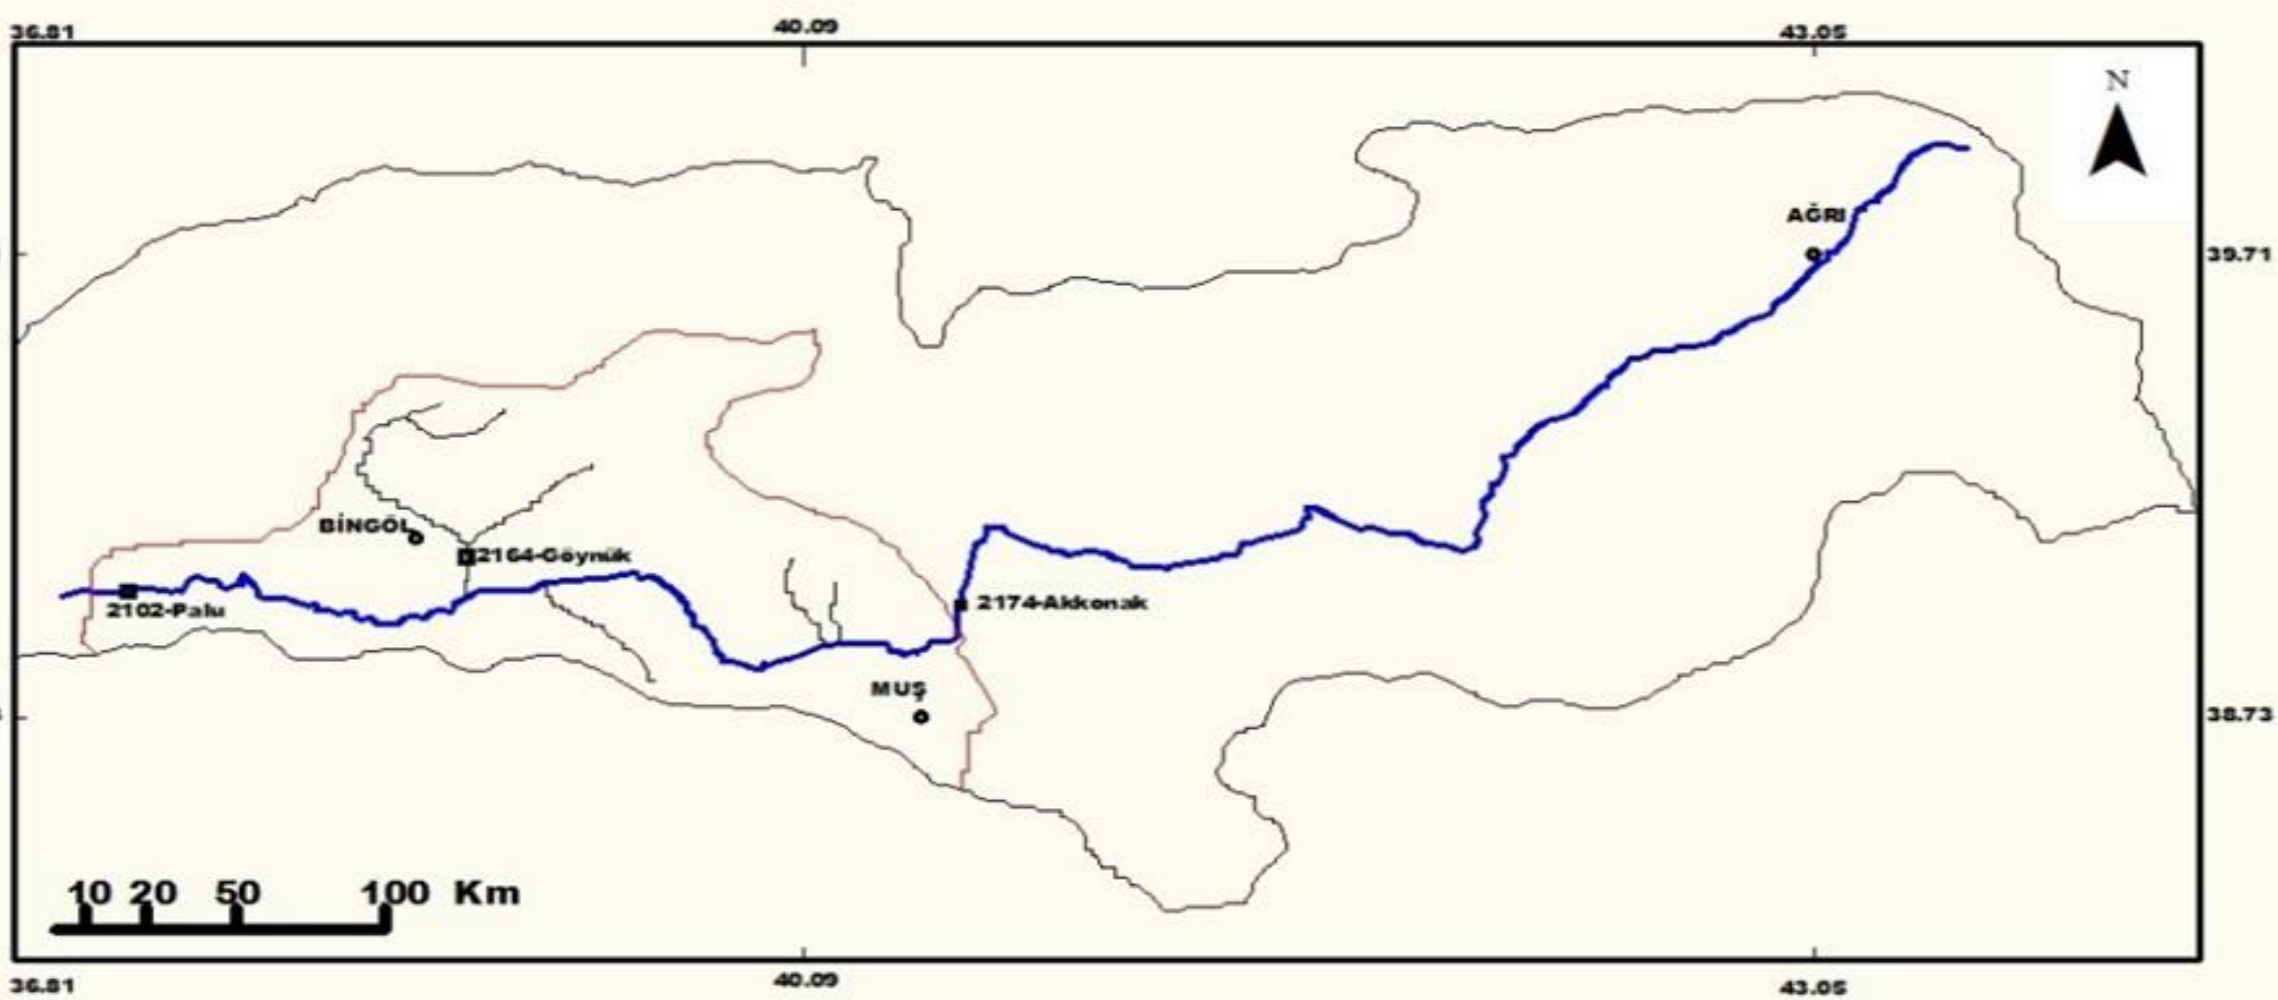 36.81 40.09 43.05
N
AĞRI
39.71
BİNGÖL
2164-Göynük
2102-Palu
2174-Akkonak
MUŞ
38.73
10 20 50 100 Km
36.81 40.09 43.05